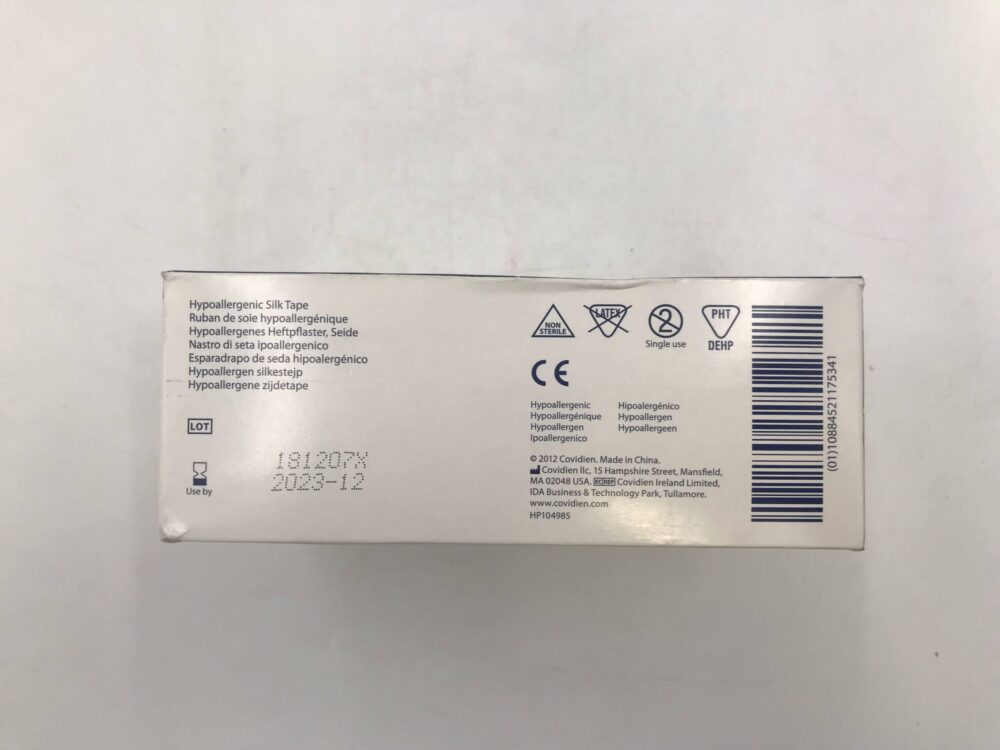 Hypoallergenic Silk Tape
Ruban de soie hypoallergénique
Hypoallergenes Heftpflaster, Seide
Nastro di seta ipoallergenico
Esparadrapo de seda hipoalergénico
Hypoallergen silkestejp
Hypoallergene zijdetape
LOT
181207X
Use by
2023-12
NON
STERILE
LATEX
2
Single use
PHT
DEHP
CE
Hypoallergenic
Hypoallergénique
Hypoallergen
Ipoallergenico
Hipoalergénico
Hypoallergen
Hypoallergeen
© 2012 Covidien. Made in China.
Covidien llc, 15 Hampshire Street, Mansfield,
MA 02048 USA. EC REP Covidien Ireland Limited,
IDA Business & Technology Park, Tullamore.
www.covidien.com
HP104985
(01)10884521175341